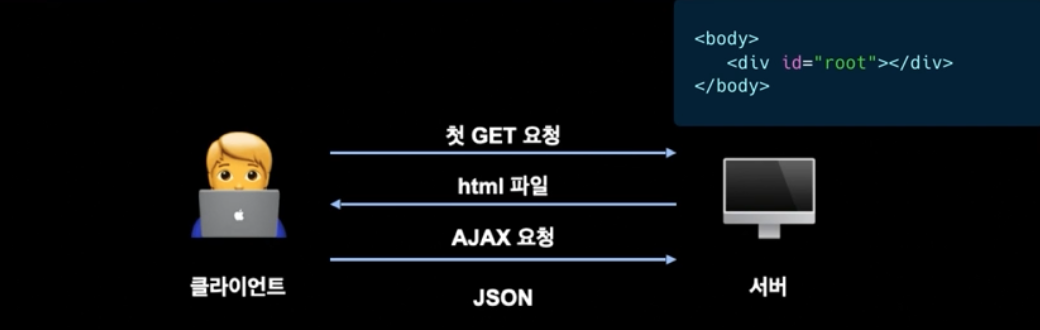 <body>
<div id="root"></div>
</body>
첫 GET 요청
html 파일
AJAX 요청
JSON
클라이언트
서버